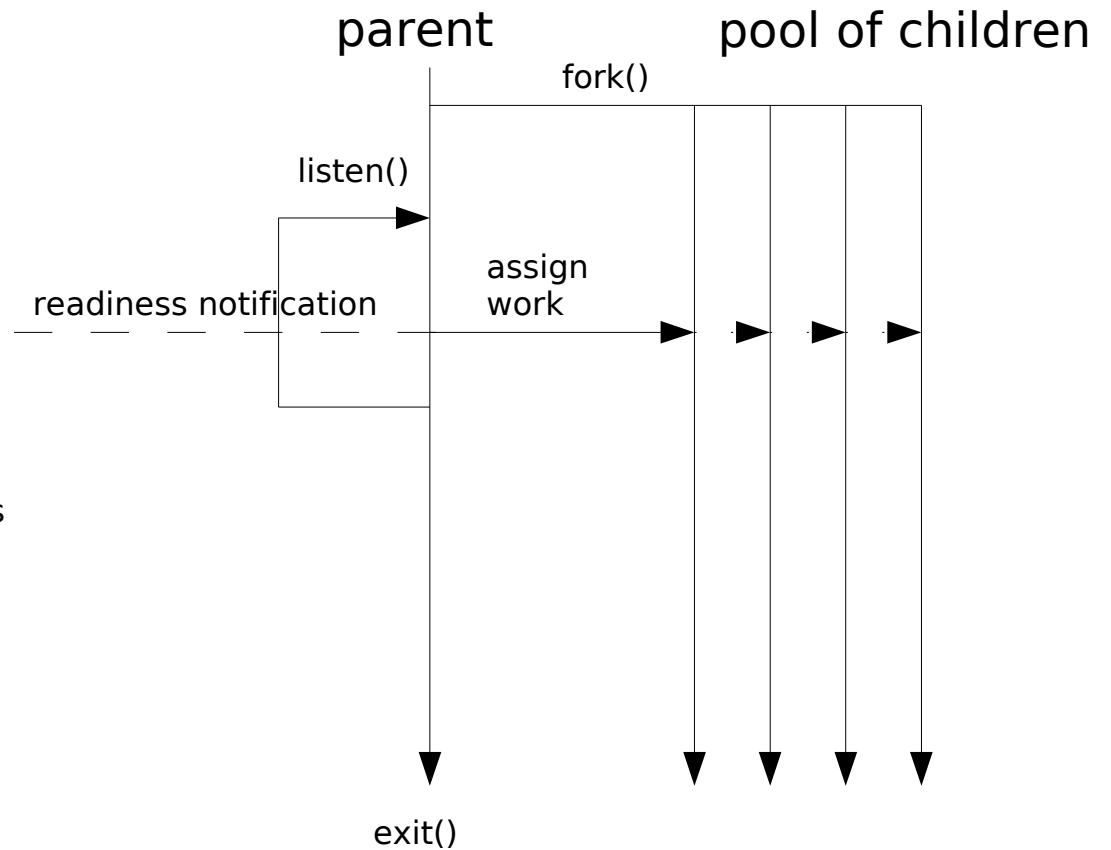 parent
pool of children
fork()
listen()
assign
work
readiness notification
s
exit()